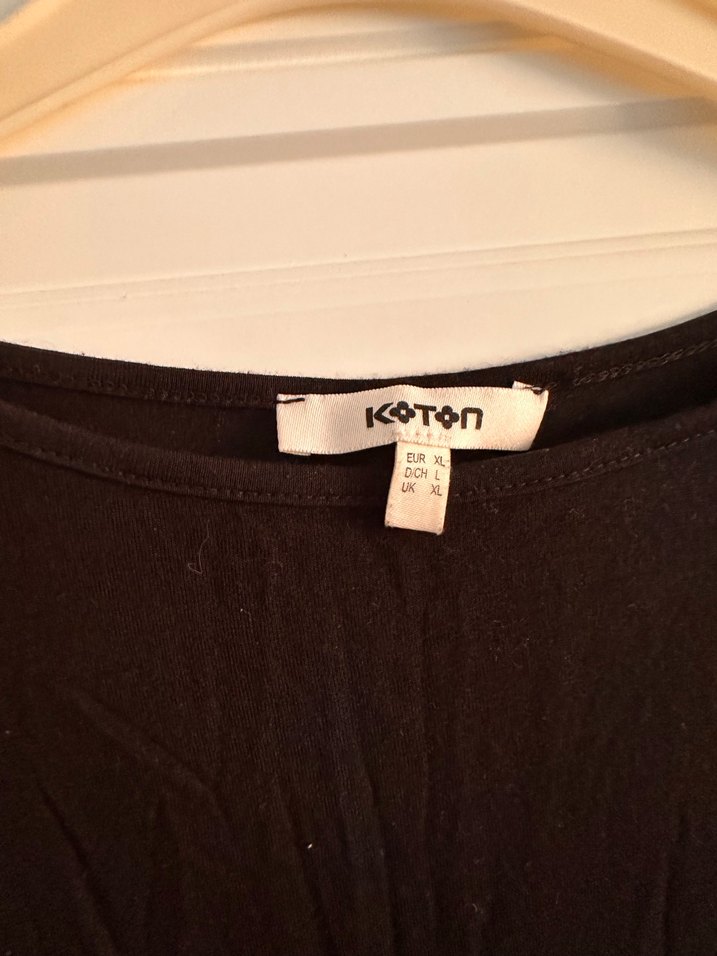 KOTON
EUR XL
D/CH L
UK XL